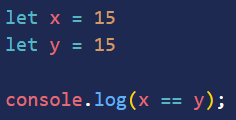 let x = 15
let y = 15
console.log(x == y);